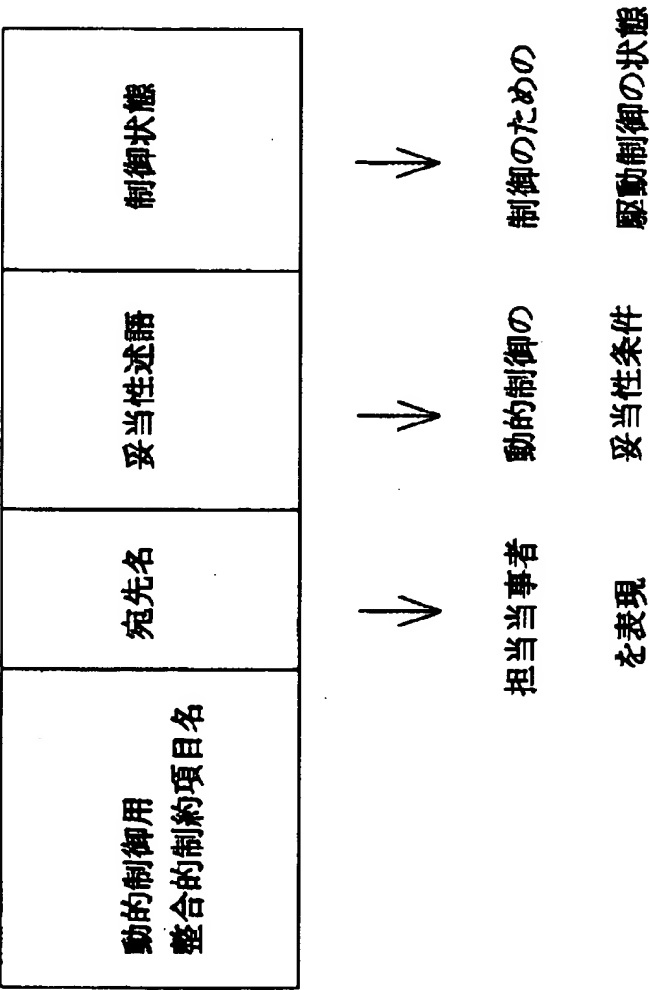 動的制御用
整合的制約項目名
宛先名
妥当性述語
制御状態
担当当事者
を表現
動的制御の
妥当性条件
制御のための
駆動制御の状態